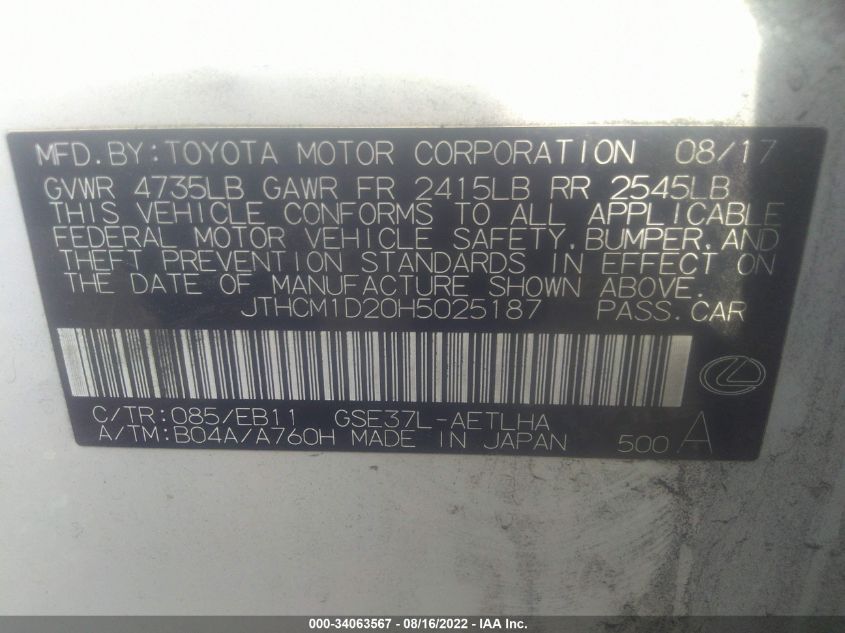 MFD.BY:TOYOTA MOTOR CORPORATION 08/17
GVWR 4735LB GAWR FR 2415LB RR 2545LB
THIS VEHICLE CONFORMS TO ALL APPLICABLE
FEDERAL MOTOR VEHICLE SAFETY,BUMPER,AND
THEFT PREVENTION STANDARDS IN EFFECT ON
THE DATE OF MANUFACTURE SHOWN ABOVE.
JTHCM1D20H5025187 PASS.CAR
C/TR:085/EB11 GSE37L-AETLHA
A/TM:B04A/A760H MADE IN JAPAN 500 A
000-34063567 - 08/16/2022 - IAA Inc.